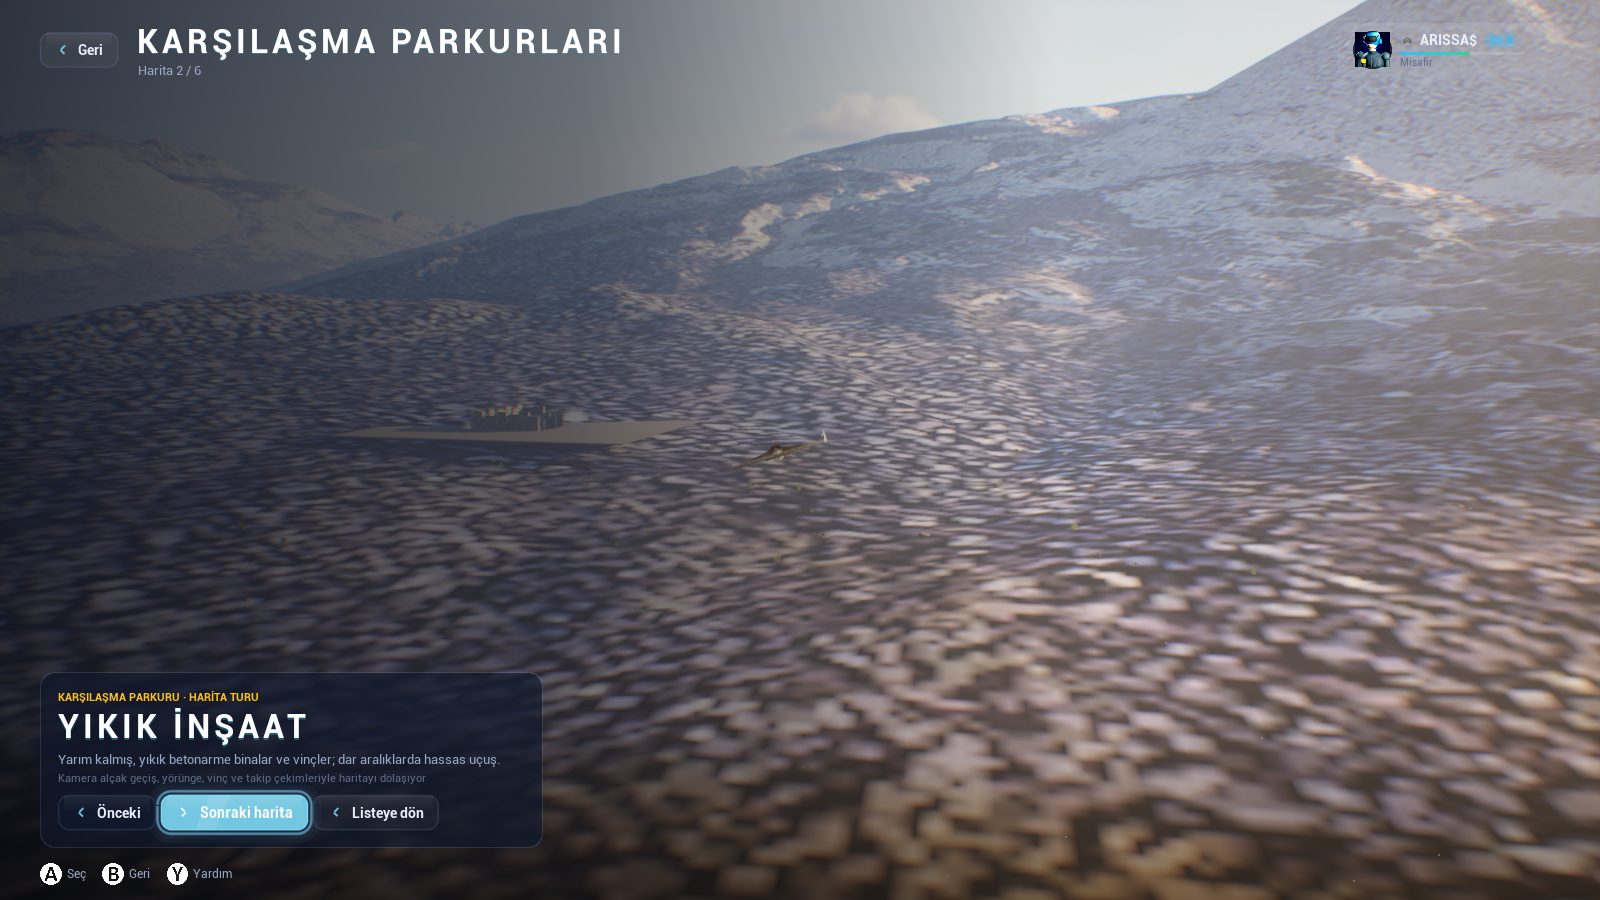 Geri
KARŞILAŞMA PARKURLARI
Harita 2 / 6
ARISSA$
Misafir
KARŞILAŞMA PARKURU · HARİTA TURU
YIKIK İNŞAAT
Yarım kalmış, yıkık betonarme binalar ve vinçler; dar aralıklarda hassas uçuş.
Kamera alçak geçiş, yörünge, vinç ve takip çekimleriyle haritayı dolaşıyor
Önceki Sonraki harita Listeye dön
A Seç B Geri Y Yardım